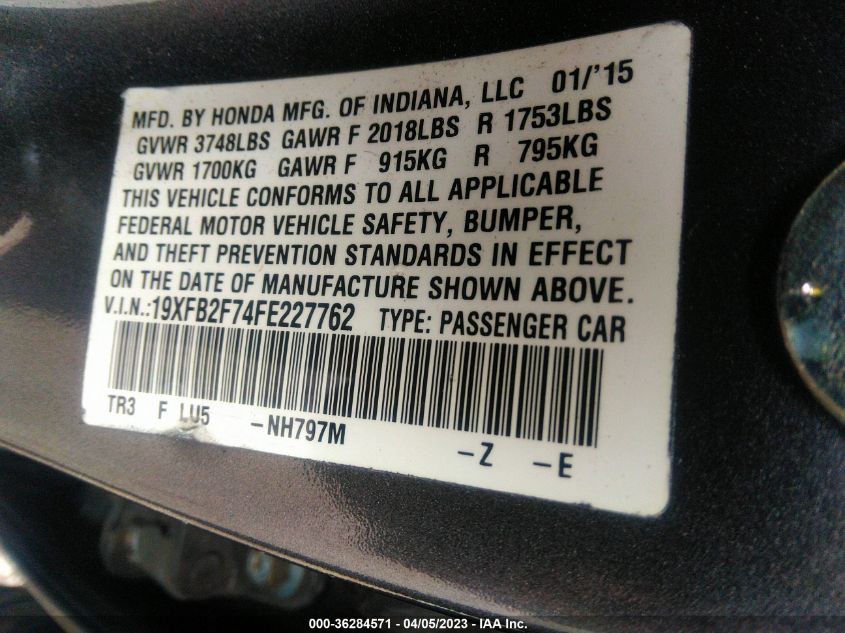 MFD. BY HONDA MFG. OF INDIANA, LLC 01/'15
GVWR 3748LBS GAWR F 2018LBS R 1753LBS
GVWR 1700KG GAWR F 915KG R 795KG
THIS VEHICLE CONFORMS TO ALL APPLICABLE
FEDERAL MOTOR VEHICLE SAFETY, BUMPER,
AND THEFT PREVENTION STANDARDS IN EFFECT
ON THE DATE OF MANUFACTURE SHOWN ABOVE.
V.I.N.:19XFB2F74FE227762 TYPE: PASSENGER CAR
TR3 F LU5 -NH797M -Z -E
000-36284571 - 04/05/2023 - IAA Inc.